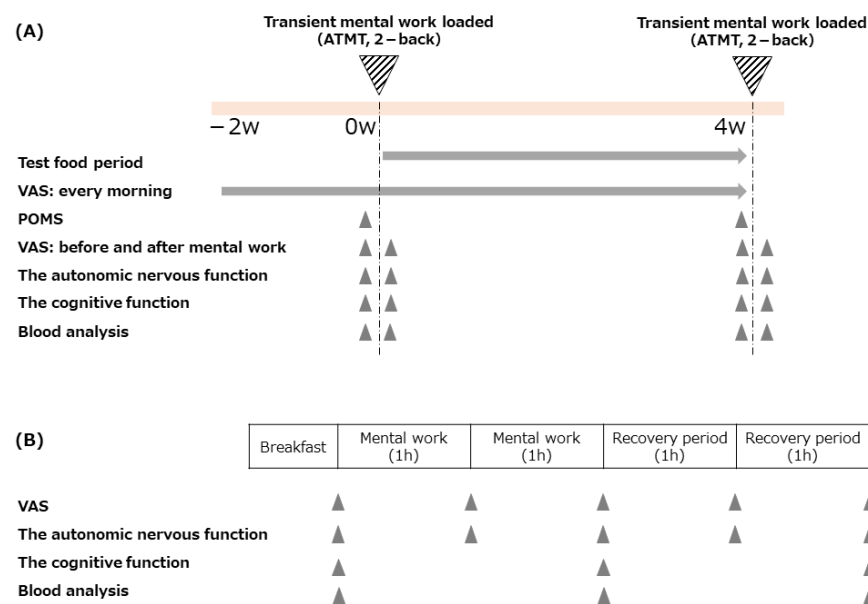 (A)
Transient mental work loaded
(ATMT, 2−back)
Transient mental work loaded
(ATMT, 2−back)
−2w
0w
4w
Test food period
VAS: every morning
POMS
VAS: before and after mental work
The autonomic nervous function
The cognitive function
Blood analysis
(B)
Breakfast
Mental work
(1h)
Mental work
(1h)
Recovery period
(1h)
Recovery period
(1h)
VAS
The autonomic nervous function
The cognitive function
Blood analysis